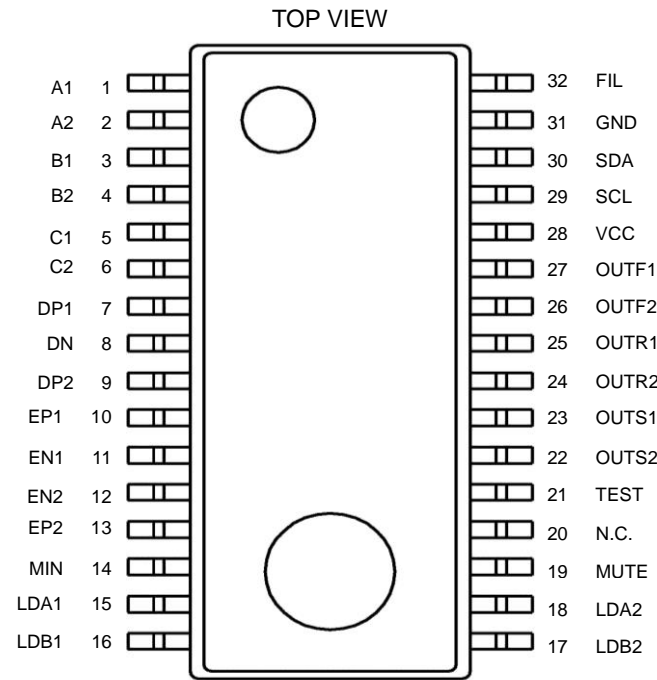 TOP VIEW
A1 1 32 FIL
A2 2 31 GND
B1 3 30 SDA
B2 4 29 SCL
C1 5 28 VCC
C2 6 27 OUTF1
DP1 7 26 OUTF2
DN 8 25 OUTR1
DP2 9 24 OUTR2
EP1 10 23 OUTS1
EN1 11 22 OUTS2
EN2 12 21 TEST
EP2 13 20 N.C.
MIN 14 19 MUTE
LDA1 15 18 LDA2
LDB1 16 17 LDB2